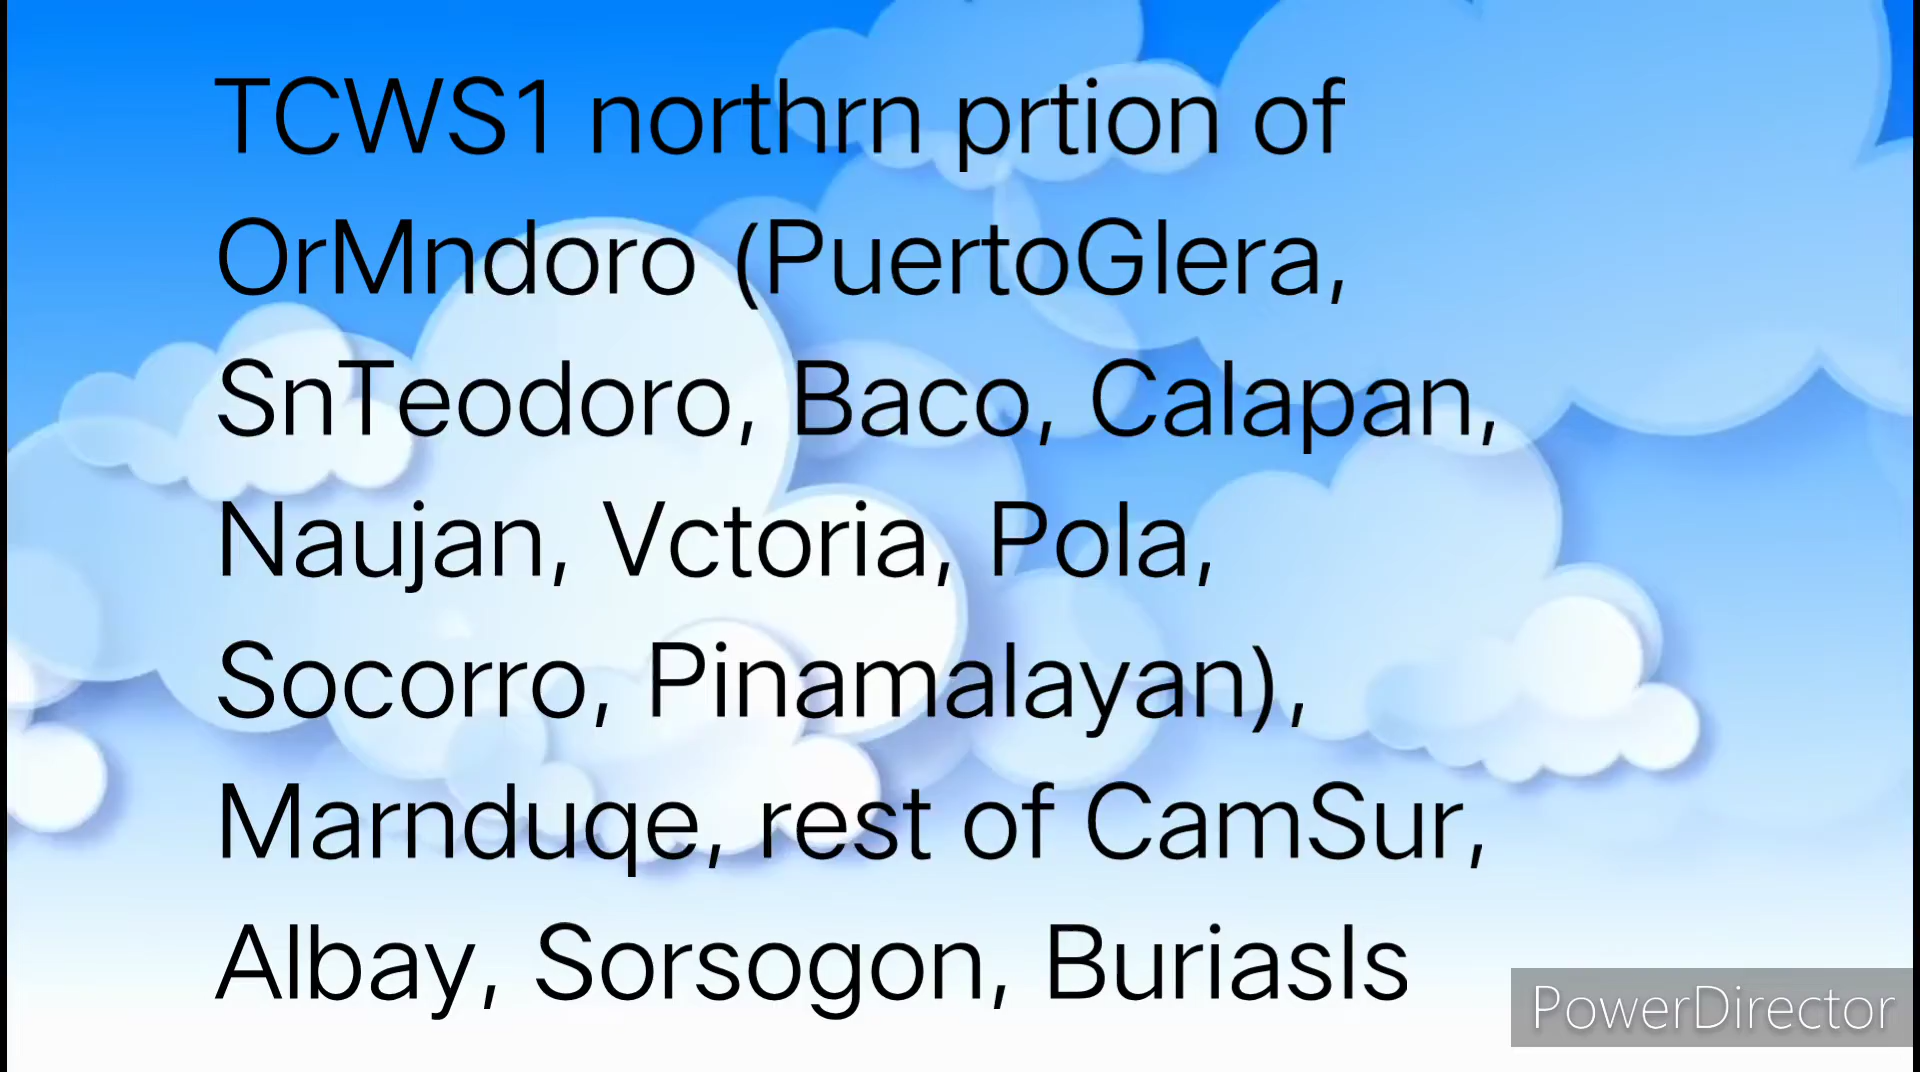 TCWS1 northrn prtion of
OrMndoro (PuertoGlera,
SnTeodoro, Baco, Calapan,
Naujan, Vctoria, Pola,
Socorro, Pinamalayan),
Marnduqe, rest of CamSur,
Albay, Sorsogon, BuriasIs
PowerDirector